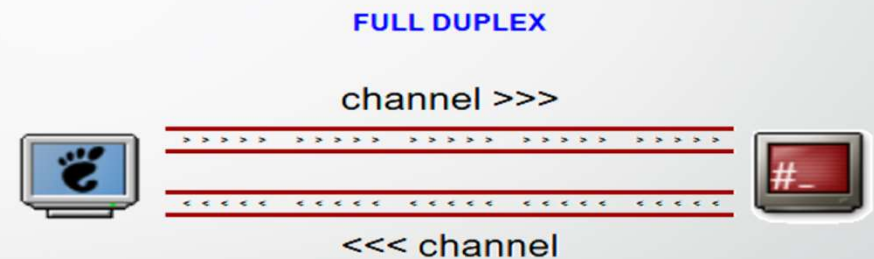 FULL DUPLEX
channel >>>
> > > > > > > > > > > > > > > > > > > > > > > > >
#_
< < < < < < < < < < < < < < < < < < < < < < < < <
<<< channel